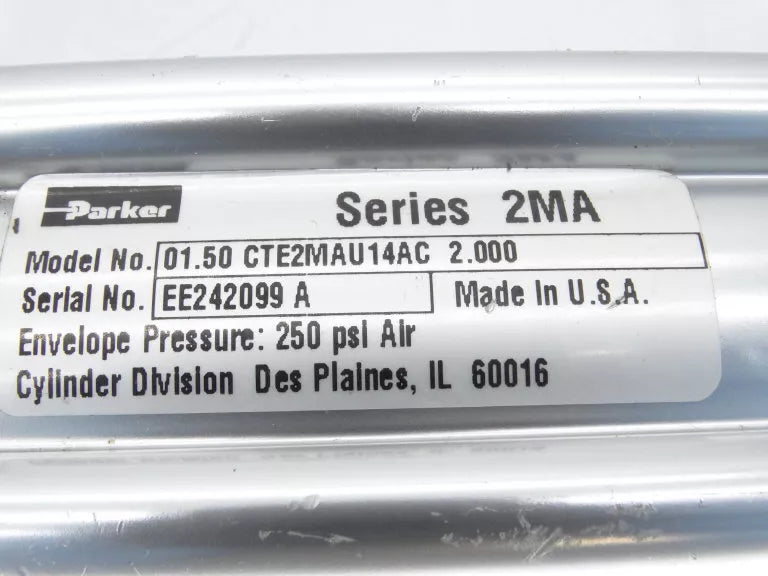 Parker Series 2MA
Model No. 01.50 CTE2MAU14AC 2.000
Serial No. EE242099 A Made In U.S.A.
Envelope Pressure: 250 psi Air
Cylinder Division Des Plaines, IL 60016